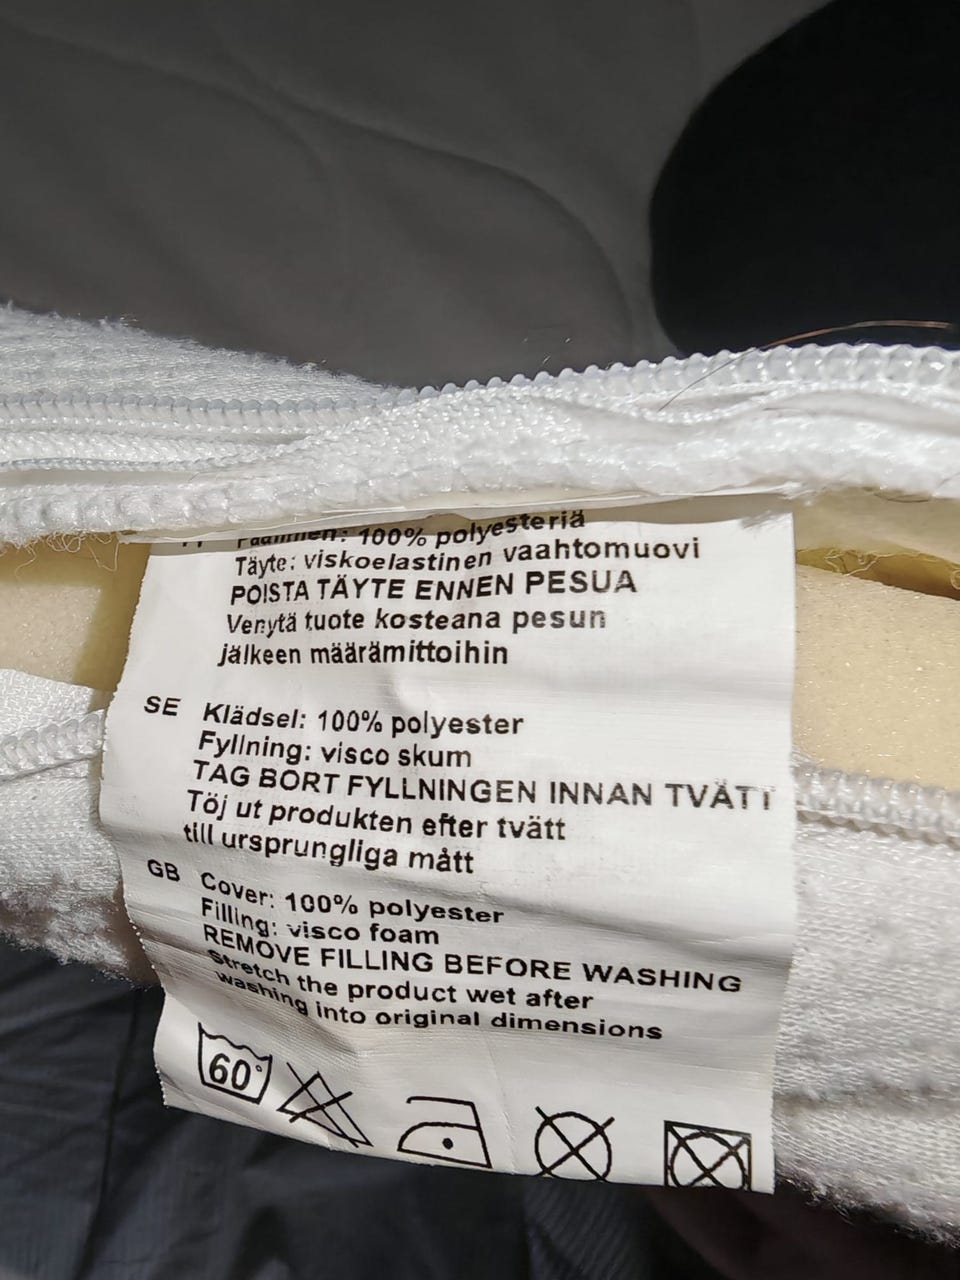 100% polyesteriä
Täyte: viskoelastinen vaahtomuovi
POISTA TÄYTE ENNEN PESUA
Venytä tuote kosteana pesun
jälkeen määrämittoihin
SE Klädsel: 100% polyester
Fyllning: visco skum
TAG BORT FYLLNINGEN INNAN TVÄTT
Töj ut produkten efter tvätt
till ursprungliga mått
GB Cover: 100% polyester
Filling: visco foam
REMOVE FILLING BEFORE WASHING
Stretch the product wet after
washing into original dimensions
60°